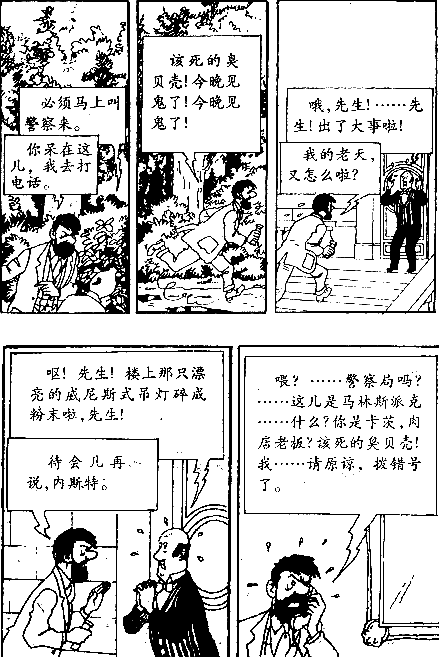 必须马上叫
警察来。
你呆在这
儿，我去打
电话。
该死的臭
贝壳！今晚见
鬼了！今晚见
鬼了！
哦，先生！……先
生！出了大事啦！
我的老天，
又怎么啦？
呕！先生！楼上那只漂
亮的威尼斯式吊灯碎成
粉末啦，先生！
待会儿再
说，内斯特。
喂？……警察局吗？
……这儿是马林斯派克
……什么？你是卡茨，肉
店老板？该死的臭贝壳！
我……请原谅，拨错号
了。